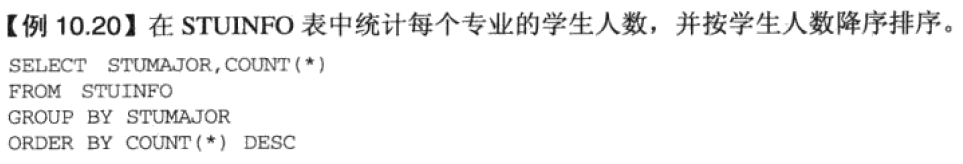 【例 10.20】在 STUINFO 表中统计每个专业的学生人数，并按学生人数降序排序。
SELECT STUMAJOR,COUNT(*)
FROM STUINFO
GROUP BY STUMAJOR
ORDER BY COUNT(*) DESC